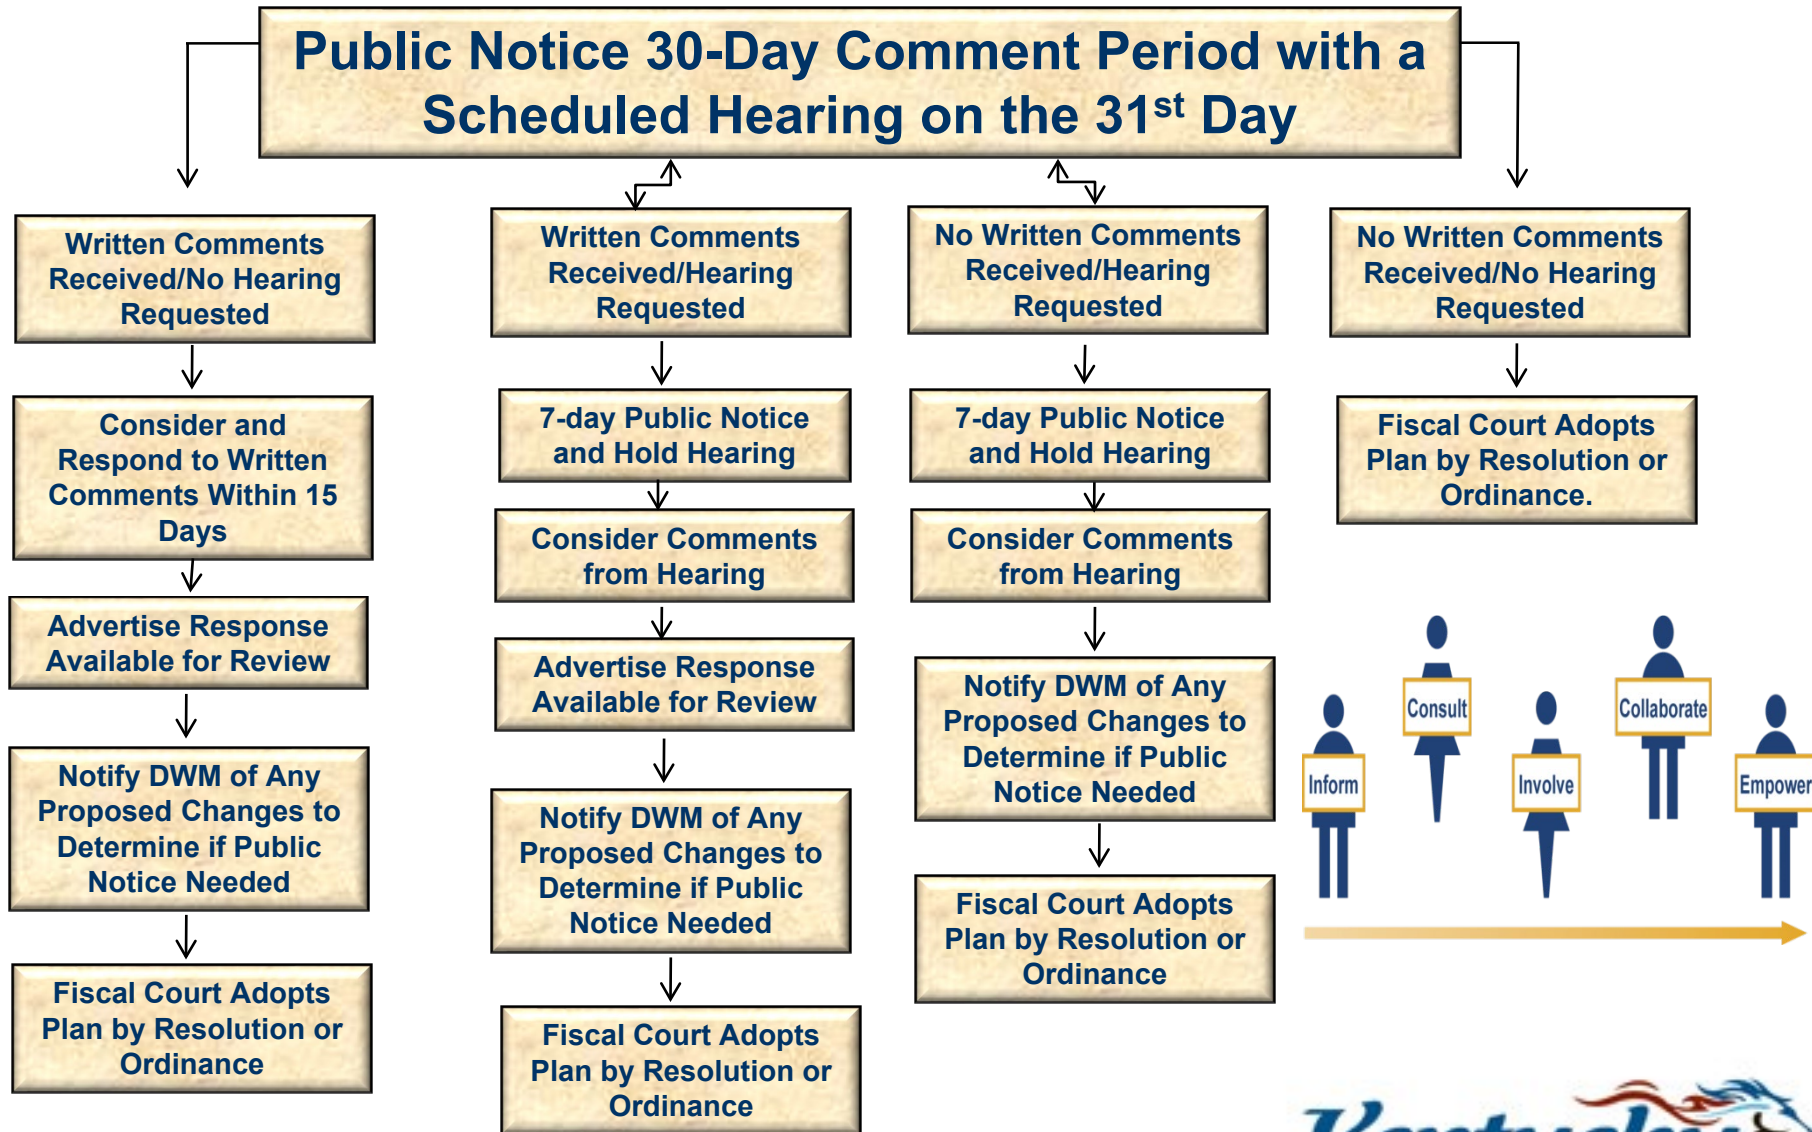 Public Notice 30-Day Comment Period with a
Scheduled Hearing on the 31st Day
Written Comments
Received/No Hearing
Requested
Consider and
Respond to Written
Comments Within 15
Days
Advertise Response
Available for Review
Notify DWM of Any
Proposed Changes to
Determine if Public
Notice Needed
Fiscal Court Adopts
Plan by Resolution or
Ordinance
Written Comments
Received/Hearing
Requested
7-day Public Notice
and Hold Hearing
Consider Comments
from Hearing
Advertise Response
Available for Review
Notify DWM of Any
Proposed Changes to
Determine if Public
Notice Needed
Fiscal Court Adopts
Plan by Resolution or
Ordinance
No Written Comments
Received/Hearing
Requested
7-day Public Notice
and Hold Hearing
Consider Comments
from Hearing
Notify DWM of Any
Proposed Changes to
Determine if Public
Notice Needed
Fiscal Court Adopts
Plan by Resolution or
Ordinance
No Written Comments
Received/No Hearing
Requested
Fiscal Court Adopts
Plan by Resolution or
Ordinance.
Inform
Consult
Involve
Collaborate
Empower
Kentucky